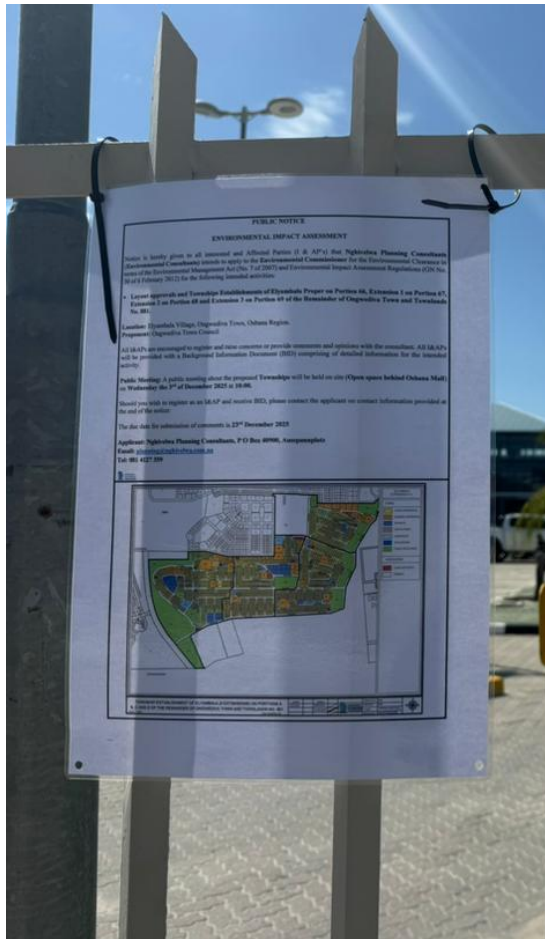 PUBLIC NOTICE
ENVIRONMENTAL IMPACT ASSESSMENT
Notice is hereby given to all interested and Affected Parties (I & AP's) that Nghivelwa Planning Consultants
(Environmental Consultants) intends to apply to the Environmental Commissioner for the Environmental Clearance in
terms of the Environmental Management Act (No. 7 of 2007) and Environmental Impact Assessment Regulations (GN No.
30 of 6 February 2012) for the following intended activities:
• Layout approvals and Townships Establishments of Elyambala Proper on Portion 66, Extension 1 on Portion 67,
Extension 2 on Portion 68 and Extension 3 on Portion 69 of the Remainder of Ongwediva Town and Townlands
No. 881.
Location: Elyambala Village, Ongwediva Town, Oshana Region.
Proponent: Ongwediva Town Council
All I&APs are encouraged to register and raise concerns or provide comments and opinions with the consultant. All I&APs
will be provided with a Background Information Document (BID) comprising of detailed information for the intended
activity.
Public Meeting: A public meeting about the proposed Townships will be held on site (Open space behind Oshana Mall)
on Wednesday the 3rd of December 2025 at 10:00.
Should you wish to register as an I&AP and receive BID, please contact the applicant on contact information provided at
the end of the notice
The due date for submission of comments is 23rd December 2025
Applicant: Nghivelwa Planning Consultants, P O Box 40900, Ausspannplatz
Email: planning@nghivelwa.com.na
Tel: 081 4127 359